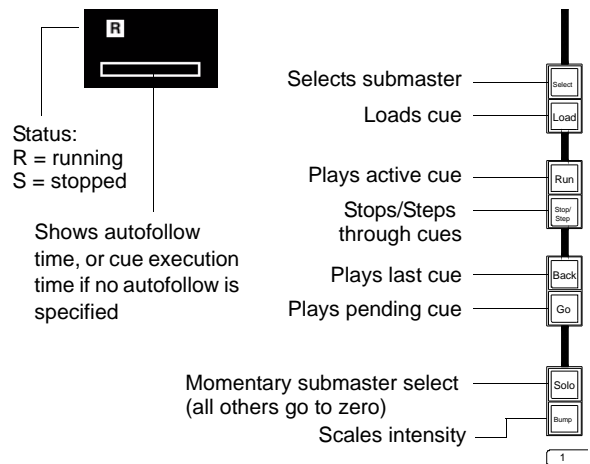 R
Status:
R = running
S = stopped
Shows autofollow
time, or cue execution
time if no autofollow is
specified
Selects submaster
Select
Loads cue
Load
Plays active cue
Run
Stops/Steps
through cues
Stop/
Step
Plays last cue
Back
Plays pending cue
Go
Momentary submaster select
(all others go to zero)
Solo
Scales intensity
Bump
1